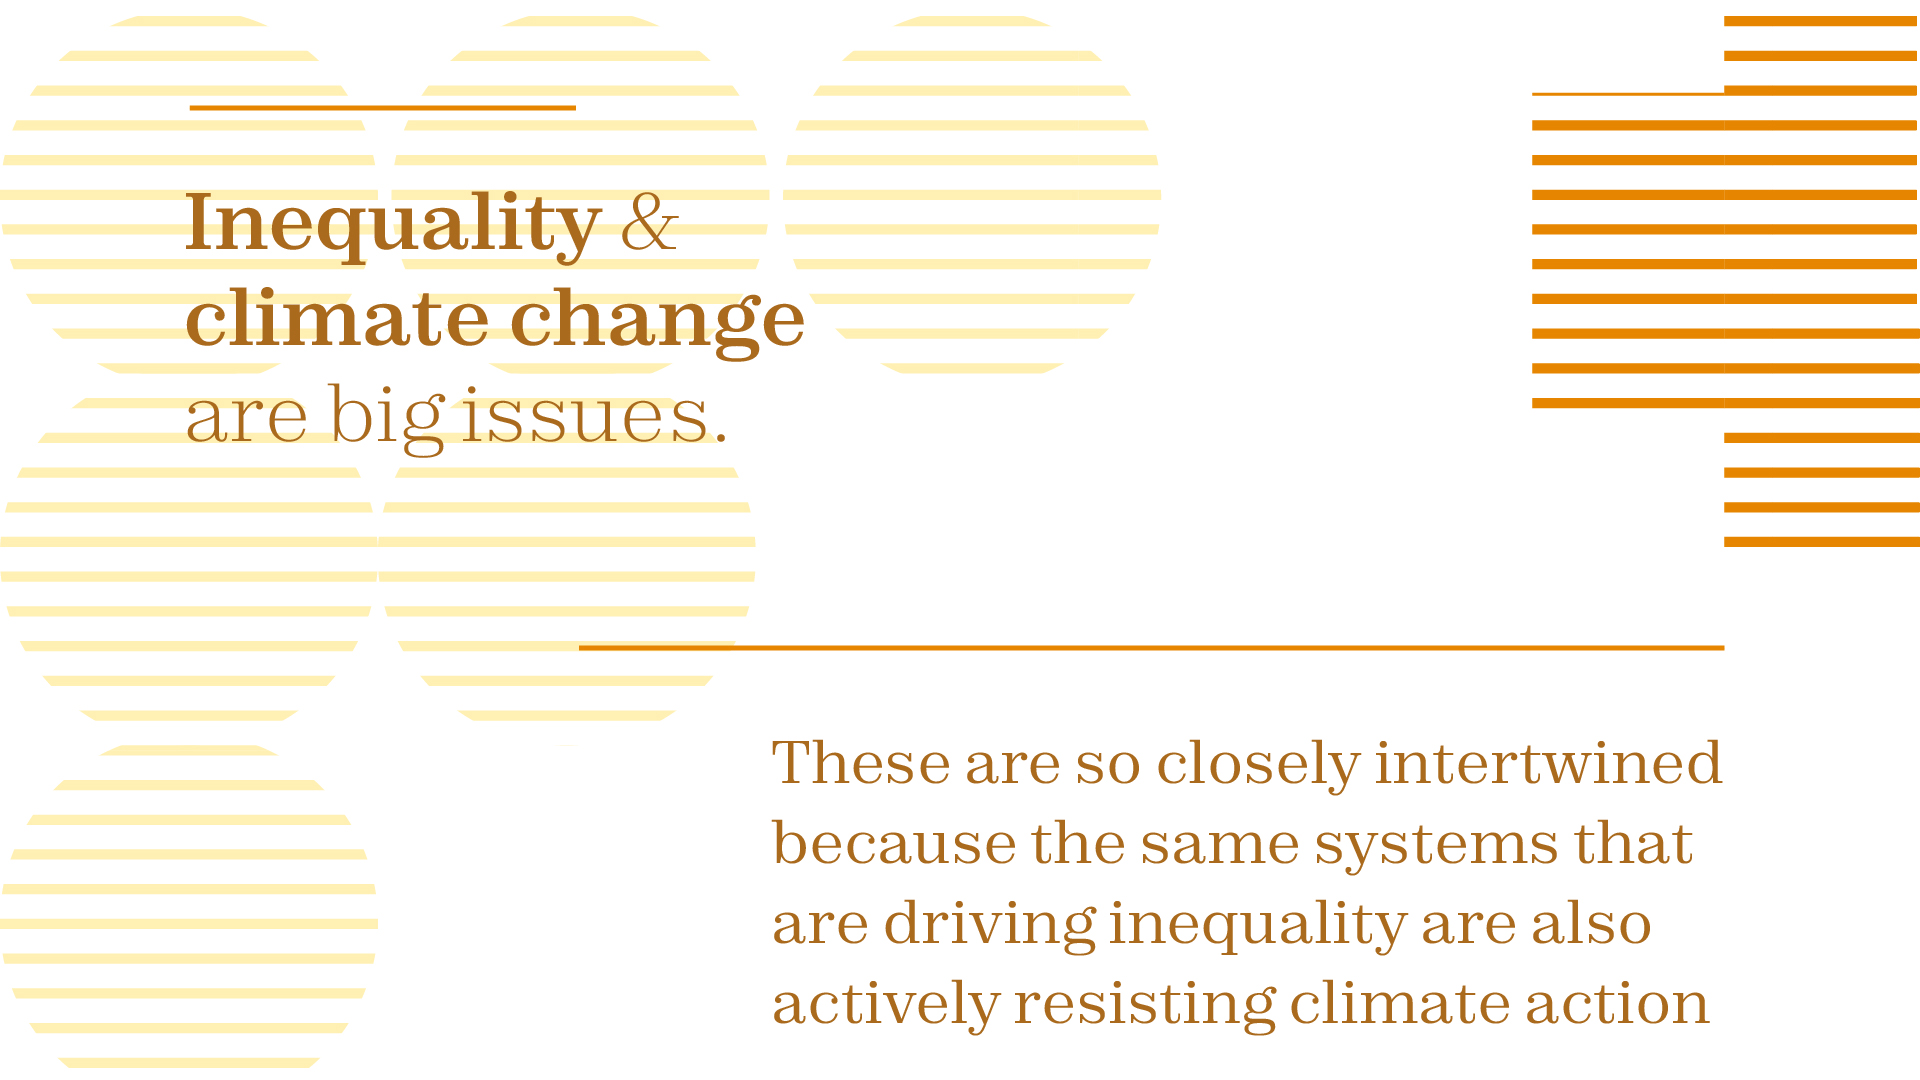 Inequality &
climate change
are big issues.
These are so closely intertwined
because the same systems that
are driving inequality are also
actively resisting climate action